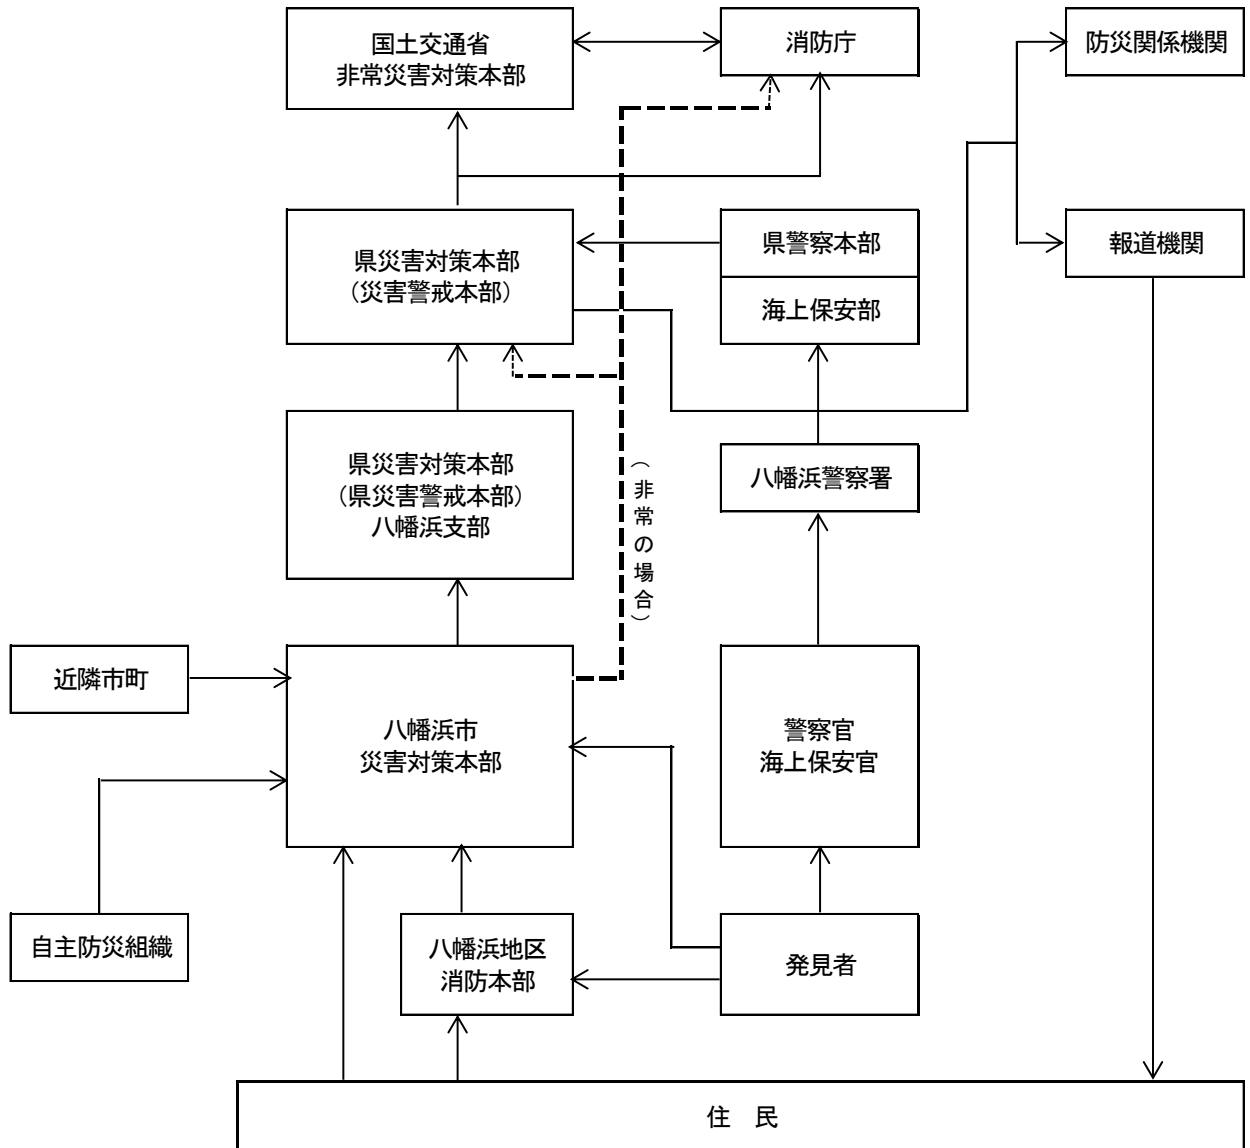 国土交通省
非常災害対策本部
消防庁
防災関係機関
県災害対策本部
（災害警戒本部）
県警察本部
海上保安部
報道機関
県災害対策本部
（県災害警戒本部）
八幡浜支部
（非常の場合）
八幡浜警察署
近隣市町
八幡浜市
災害対策本部
警察官
海上保安官
自主防災組織
八幡浜地区
消防本部
発見者
住　民